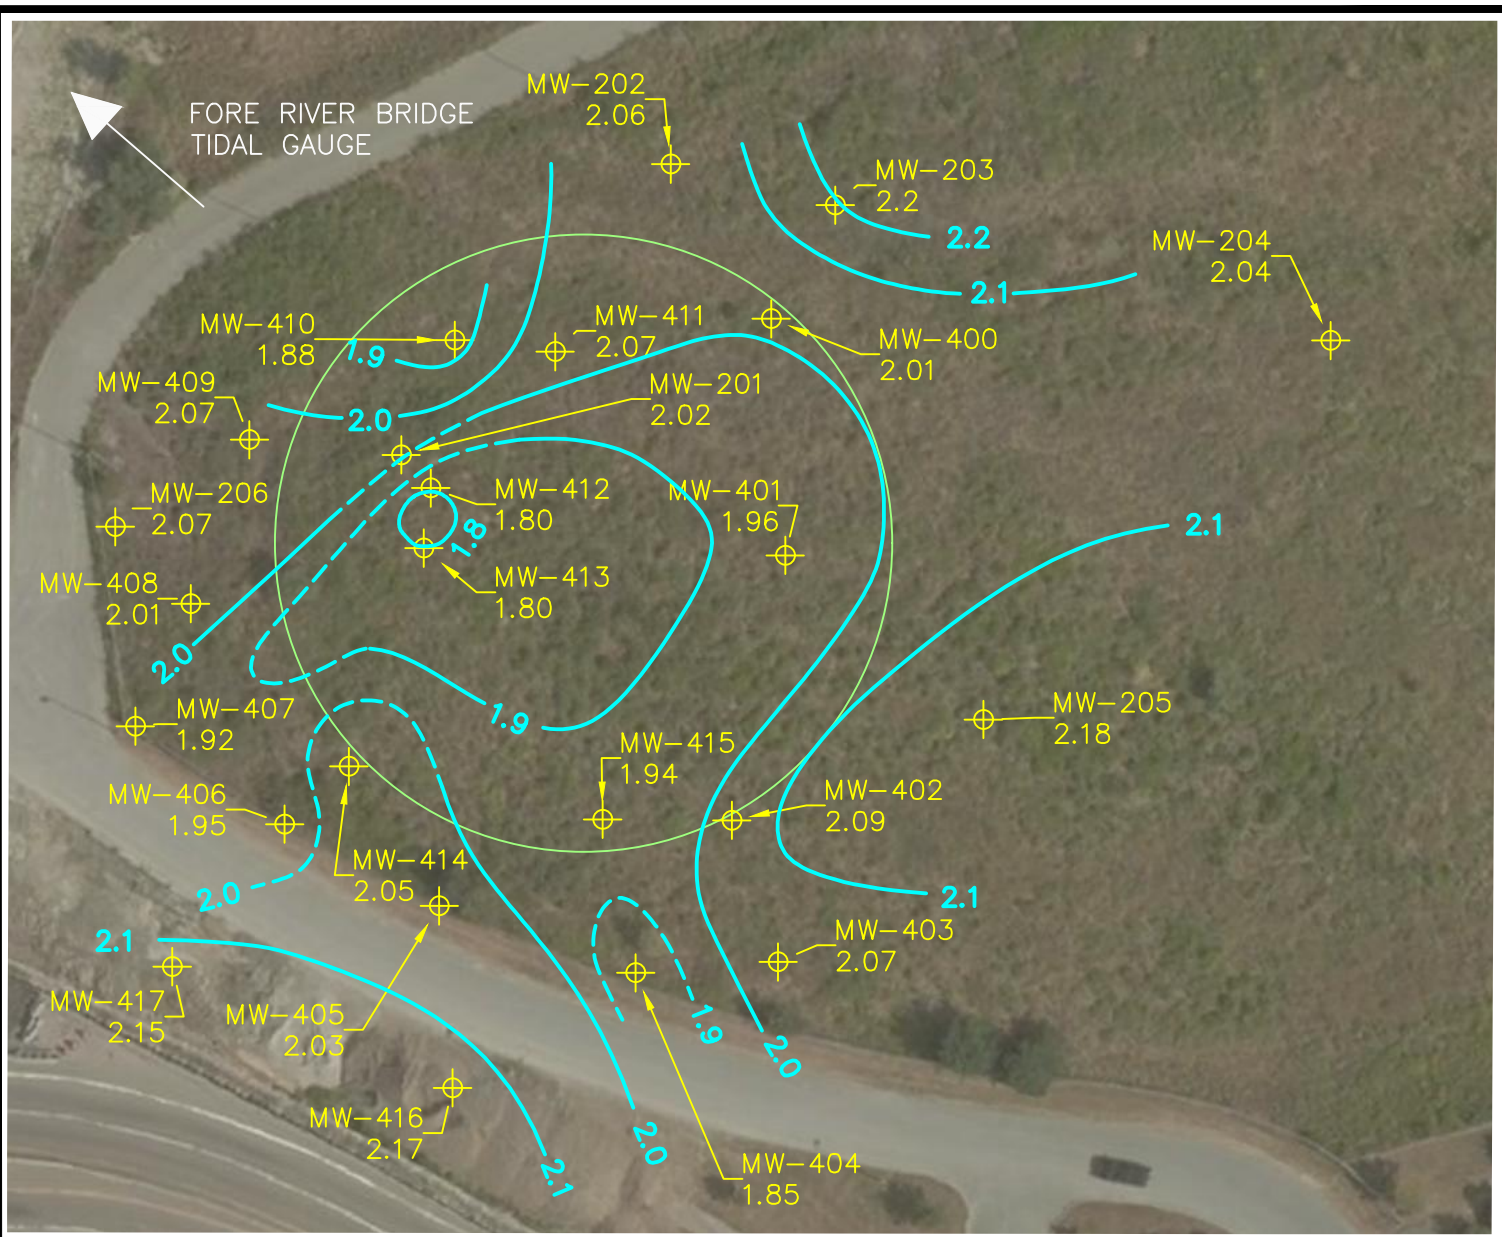 FORE RIVER BRIDGE
TIDAL GAUGE
MW-202
2.06
MW-203
2.2
2.2
MW-204
2.04
2.1
MW-410
1.88
1.9
MW-411
2.07
MW-400
2.01
MW-409
2.07
2.0
MW-201
2.02
MW-206
2.07
MW-412
1.80
1.8
MW-401
1.96
2.1
MW-408
2.01
MW-413
1.80
2.0
MW-407
1.92
1.9
MW-205
2.18
MW-415
1.94
MW-406
1.95
MW-402
2.09
MW-414
2.05
2.0
2.1
2.1
MW-403
2.07
MW-417
2.15
MW-405
2.03
1.9
2.0
MW-416
2.17
2.0
2.1
MW-404
1.85